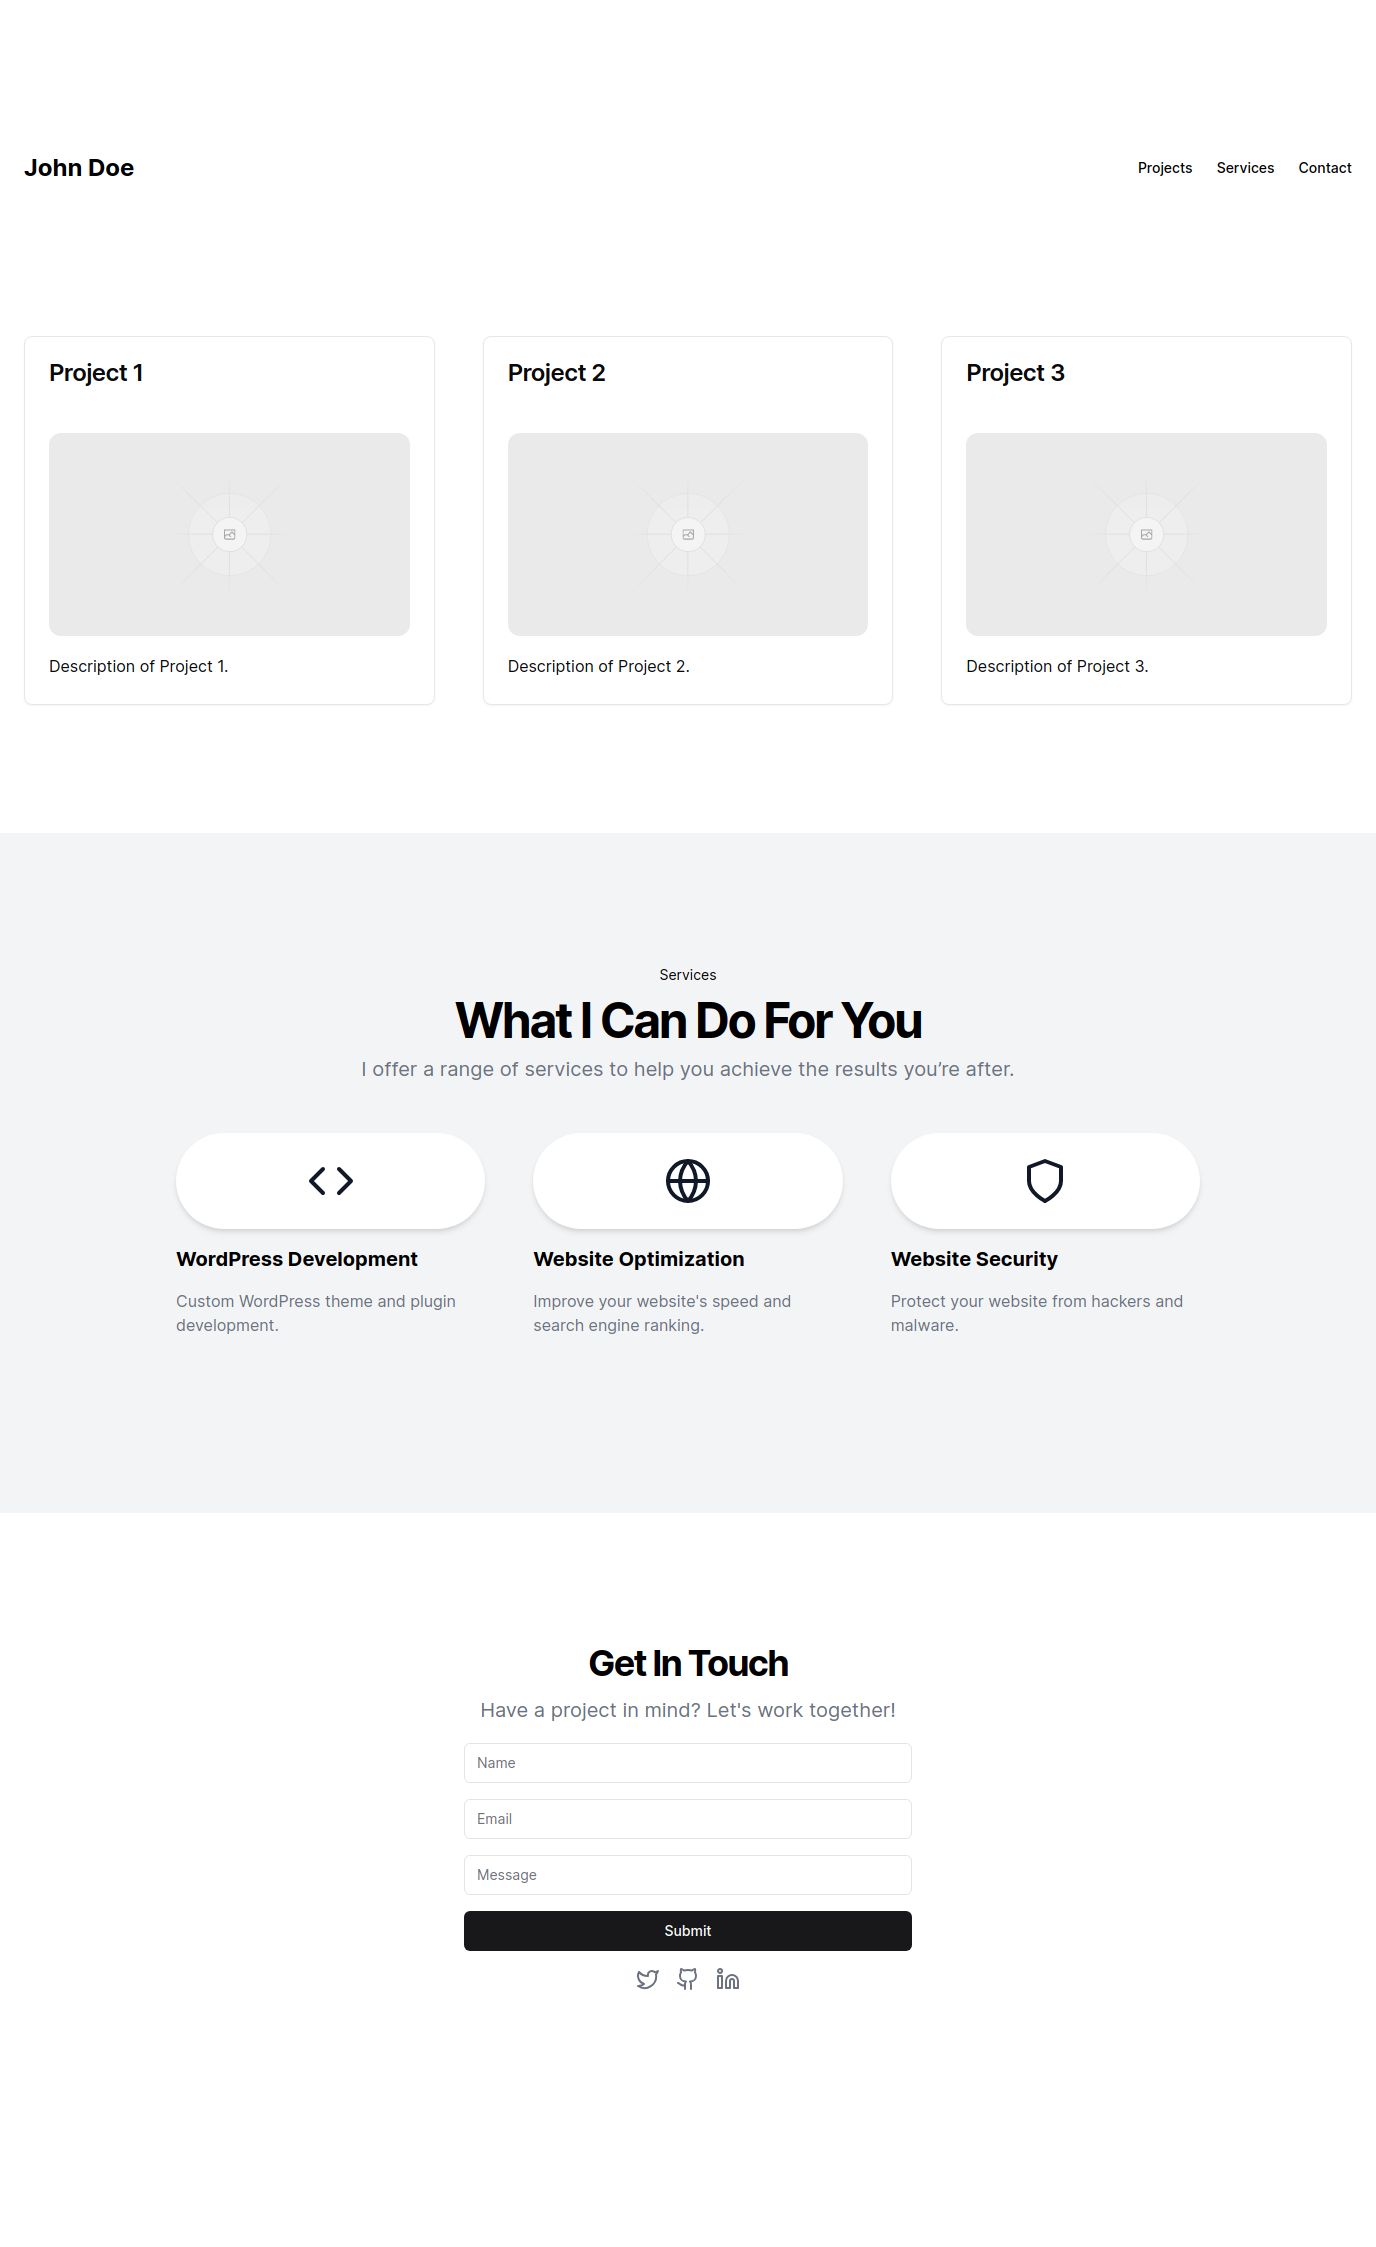 John Doe
Projects Services Contact
Project 1
Description of Project 1.
Project 2
Description of Project 2.
Project 3
Description of Project 3.
Services
What I Can Do For You
I offer a range of services to help you achieve the results you’re after.
WordPress Development
Custom WordPress theme and plugin
development.
Website Optimization
Improve your website's speed and
search engine ranking.
Website Security
Protect your website from hackers and
malware.
Get In Touch
Have a project in mind? Let's work together!
Name
Email
Message
Submit